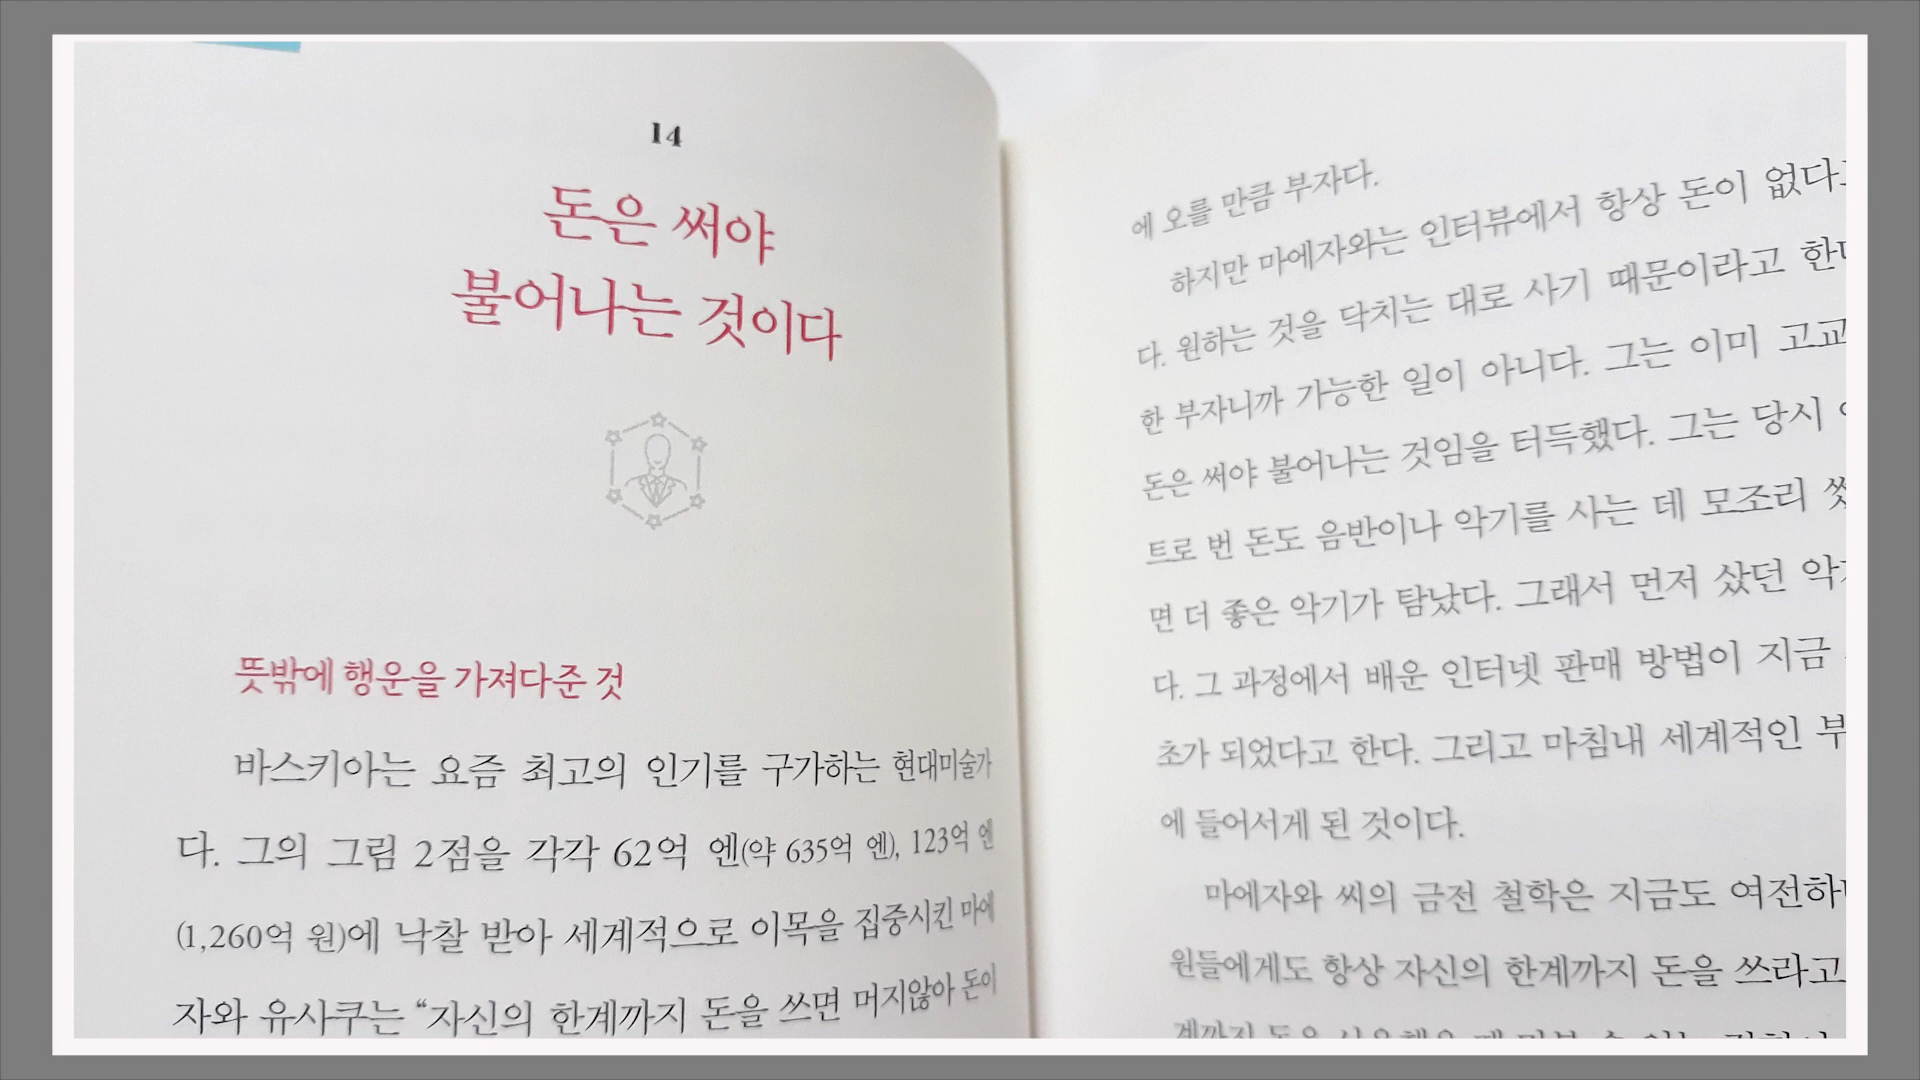 14
돈은 써야
불어나는 것이다
뜻밖에 행운을 가져다준 것
바스키아는 요즘 최고의 인기를 구가하는 현대미술가
다. 그의 그림 2점을 각각 62억 엔(약 635억 엔), 123억 엔
(1,260억 원)에 낙찰 받아 세계적으로 이목을 집중시킨 마에
자와 유사쿠는 “자신의 한계까지 돈을 쓰면 머지않아 돈이
에 오를 만큼 부자다.
하지만 마에자와는 인터뷰에서 항상 돈이 없다고
다. 원하는 것을 닥치는 대로 사기 때문이라고 한
한 부자니까 가능한 일이 아니다. 그는 이미 고교
돈은 써야 불어나는 것임을 터득했다. 그는 당시
트로 번 돈도 음반이나 악기를 사는 데 모조리
면 더 좋은 악기가 탐났다. 그래서 먼저 샀던
다. 그 과정에서 배운 인터넷 판매 방법이 지금
초가 되었다고 한다. 그리고 마침내 세계적인 부
에 들어서게 된 것이다.
마에자와 씨의 금전 철학은 지금도 여전하
원들에게도 항상 자신의 한계까지 돈을 쓰라고